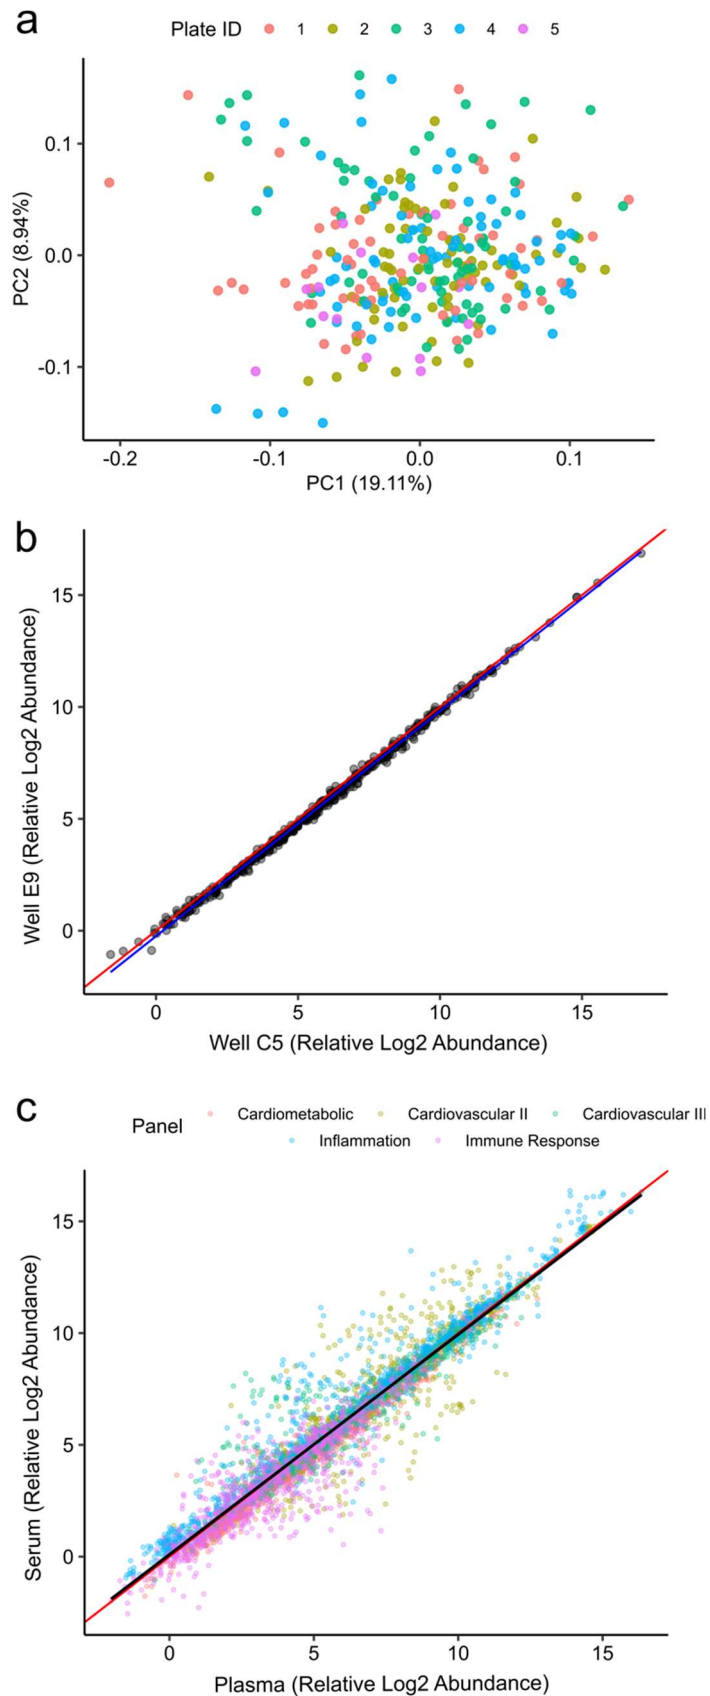 a
Plate ID 1 2 3 4 5
0.1
0.0
-0.1
PC2 (8.94%)
-0.2 -0.1 0.0 0.1
PC1 (19.11%)
b
15
10
5
0
Well E9 (Relative Log2 Abundance)
0 5 10 15
Well C5 (Relative Log2 Abundance)
c
Panel Cardiometabolic Cardiovascular II Cardiovascular III
Inflammation Immune Response
15
10
5
0
Serum (Relative Log2 Abundance)
0 5 10 15
Plasma (Relative Log2 Abundance)